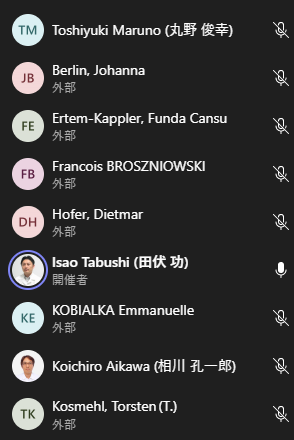 TM Toshiyuki Maruno (丸野 俊幸)
JB Berlin, Johanna
外部
FE Ertem-Kappler, Funda Cansu
外部
FB Francois BROSZNIOWSKI
外部
DH Hofer, Dietmar
外部
Isao Tabushi (田伏 功)
開催者
KE KOBIALKA Emmanuelle
外部
Koichiro Aikawa (相川 孔一郎)
TK Kosmehl, Torsten (T.)
外部